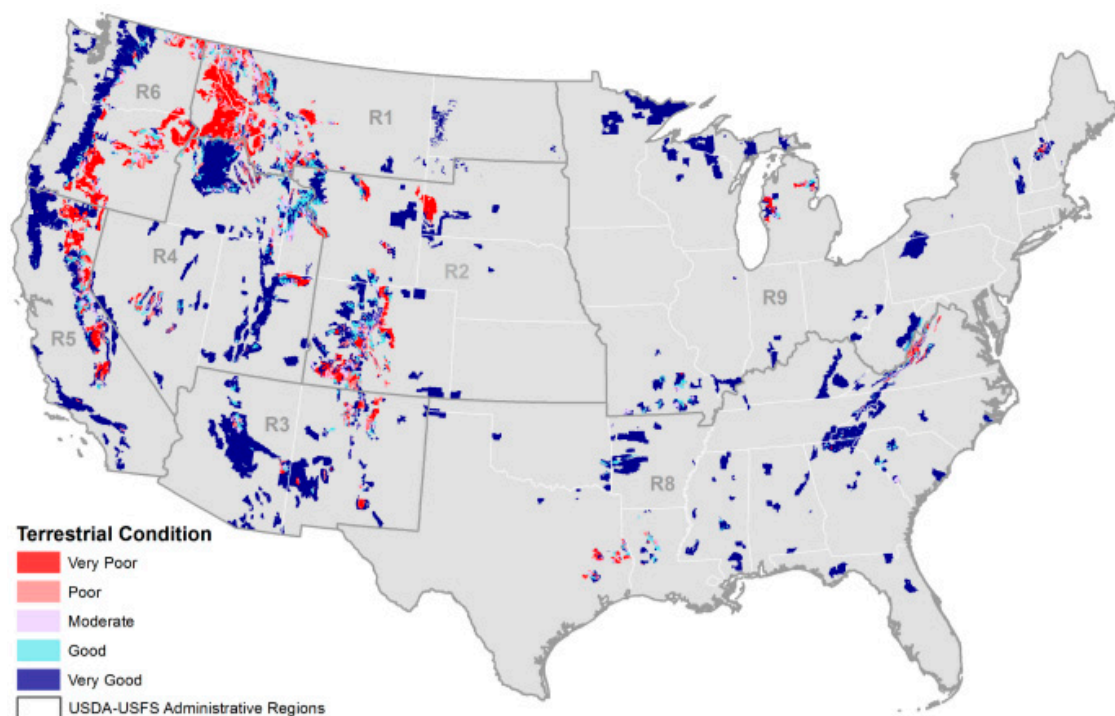 R6
R1
R4
R2
R9
R5
R3
R8
Terrestrial Condition
Very Poor
Poor
Moderate
Good
Very Good
USDA-USFS Administrative Regions